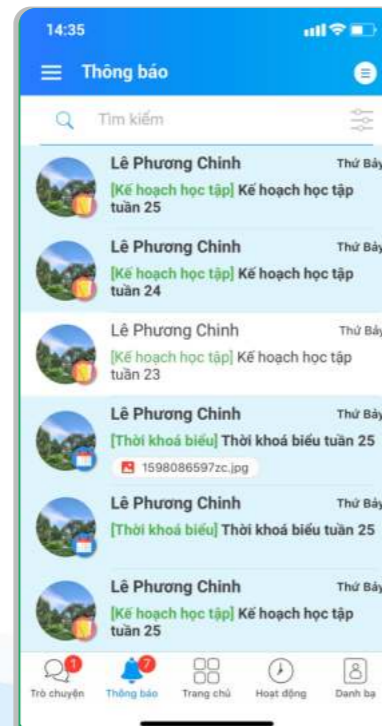 14:35
Thông báo
Tìm kiếm
Lê Phương Chinh Thứ Bảy
[Kế hoạch học tập] Kế hoạch học tập
tuần 25
Lê Phương Chinh Thứ Bảy
[Kế hoạch học tập] Kế hoạch học tập
tuần 24
Lê Phương Chinh Thứ Bảy
[Kế hoạch học tập] Kế hoạch học tập
tuần 23
Lê Phương Chinh Thứ Bảy
[Thời khoá biểu] Thời khoá biểu tuần 25
1598086597zc.jpg
Lê Phương Chinh Thứ Bảy
[Thời khoá biểu] Thời khoá biểu tuần 25
Lê Phương Chinh Thứ Bảy
[Kế hoạch học tập] Kế hoạch học tập
tuần 25
1 7
Trò chuyện Thông báo Trang chủ Hoạt động Danh bạ